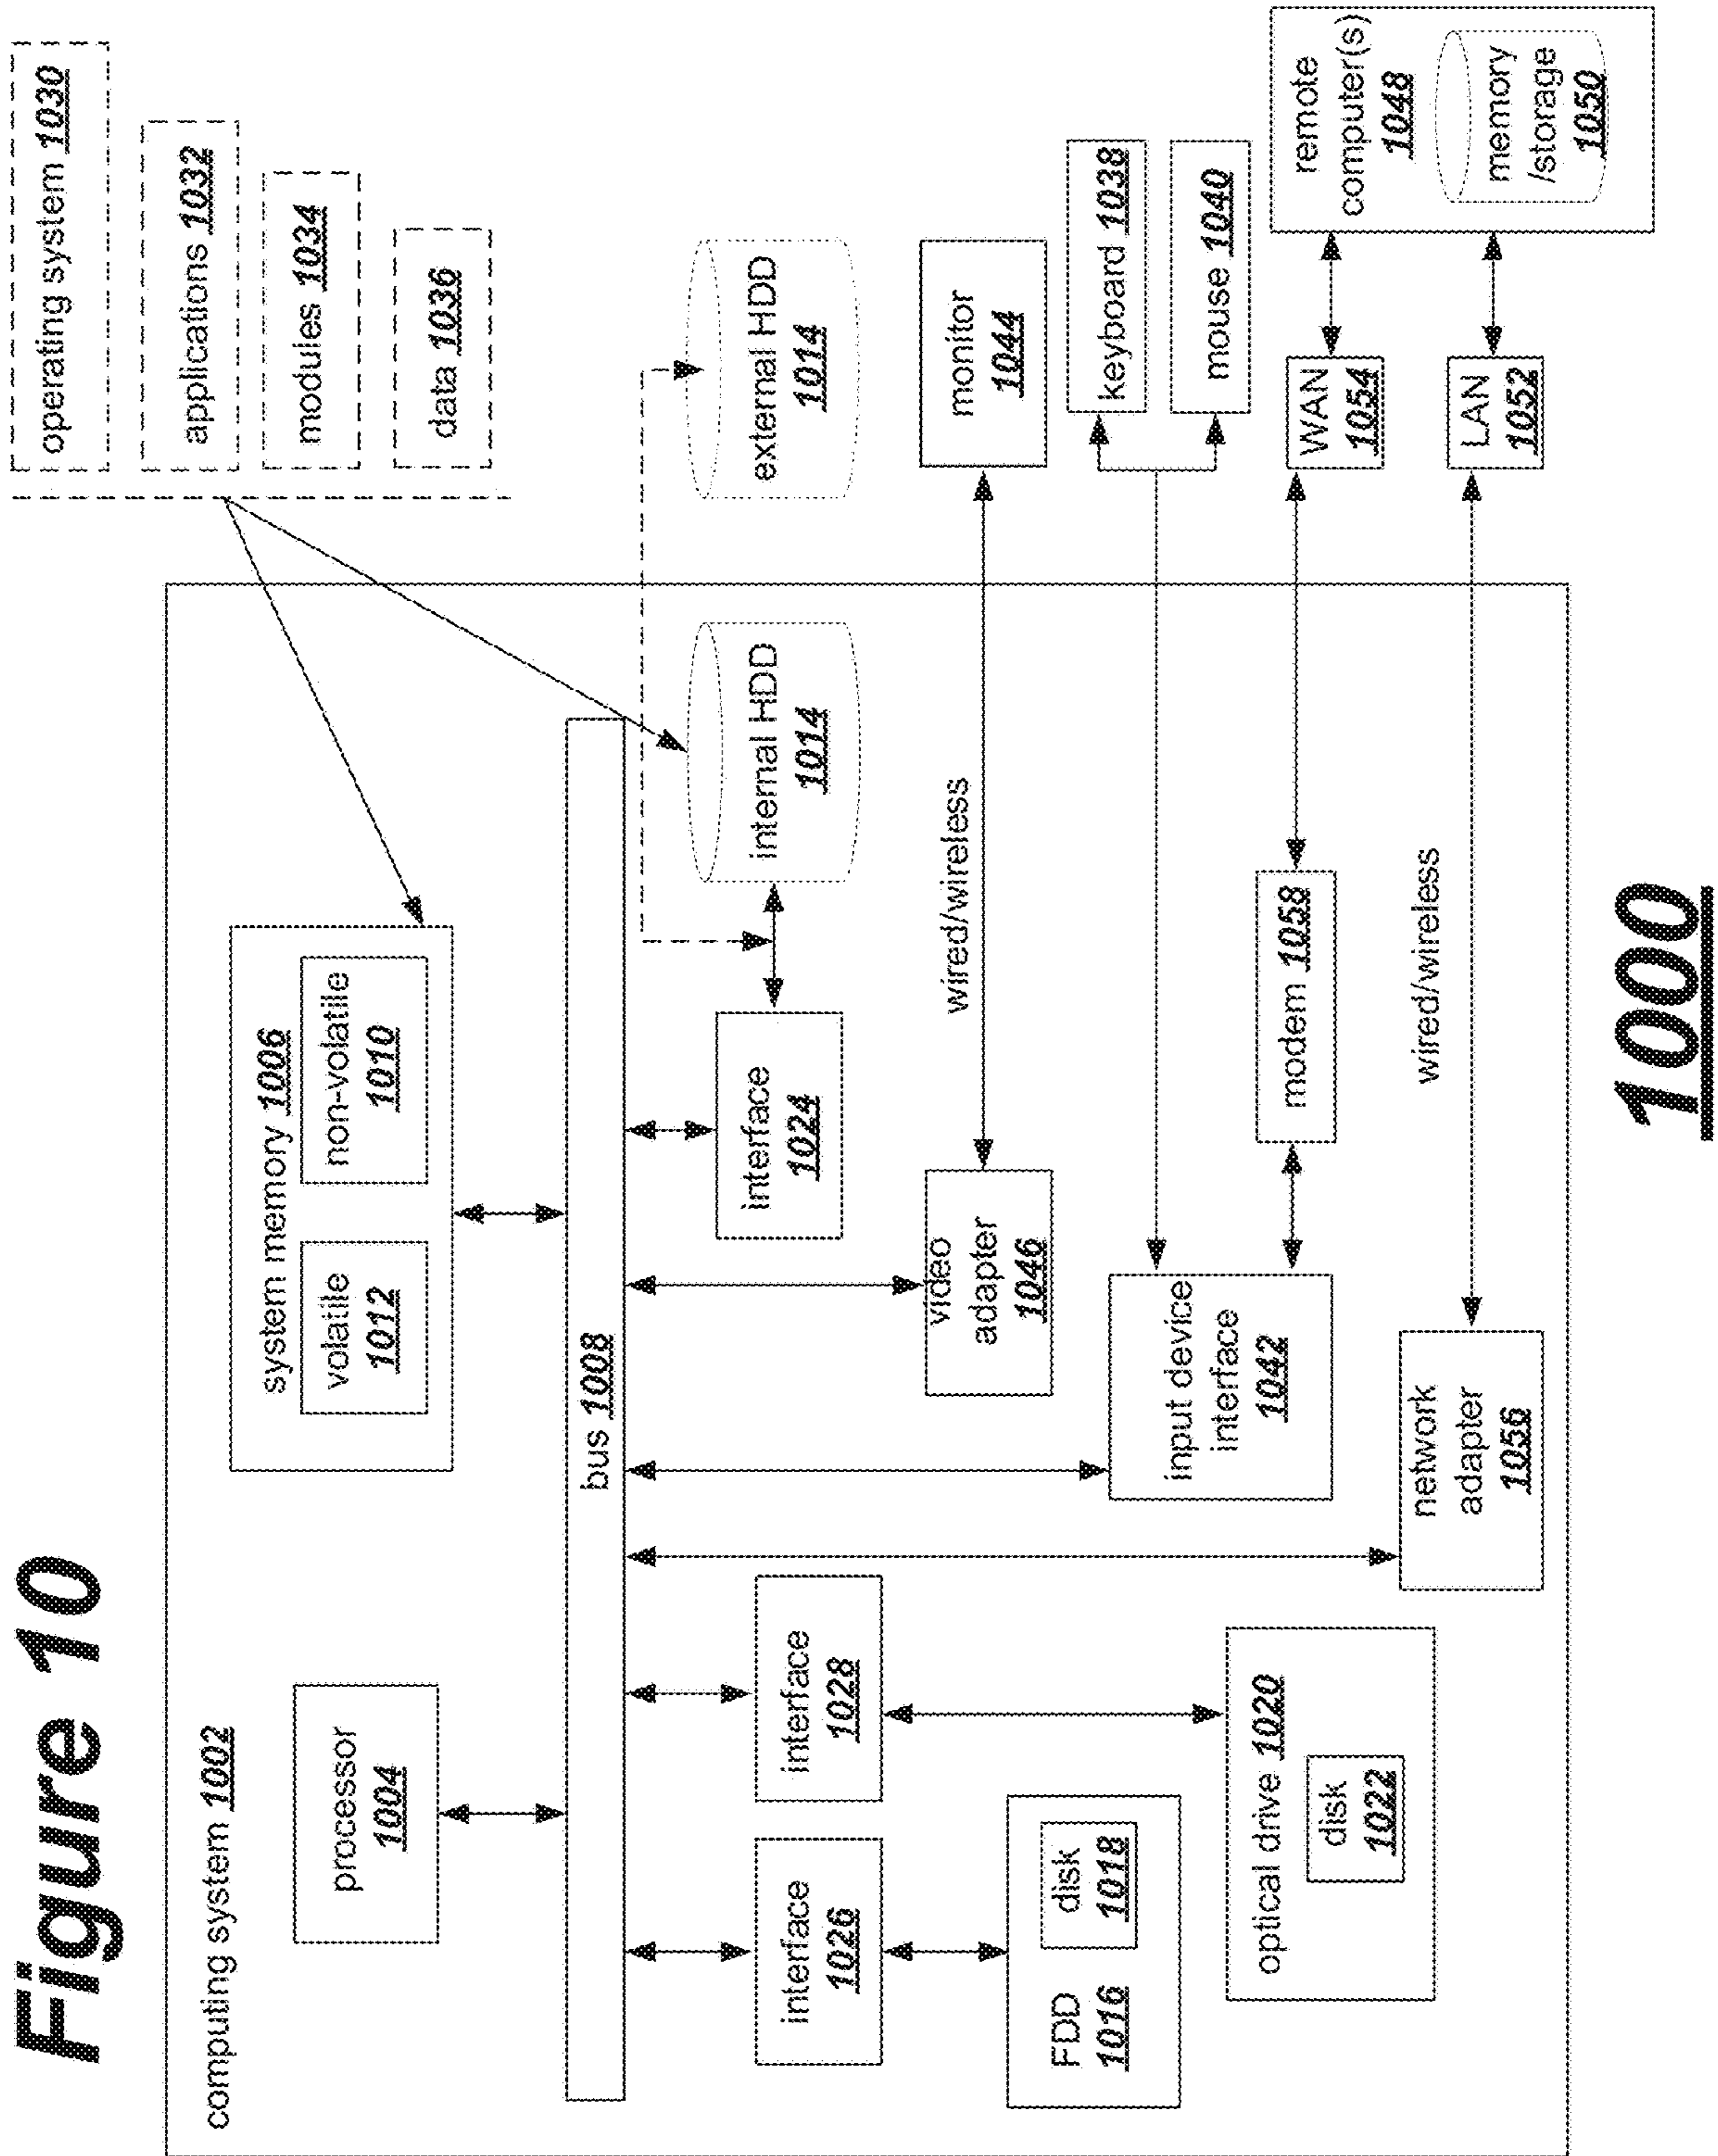 Figure 10
computing system 1002
processor
1004
system memory 1006
volatile
1012
non-volatile
1010
operating system 1030
applications 1032
modules 1034
data 1036
bus 1008
interface
1026
interface
1028
interface
1024
internal HDD
1014
external HDD
1014
FDD
1016
disk
1018
optical drive 1020
disk
1022
video
adapter
1046
wired/wireless
monitor
1044
input device
interface
1042
keyboard 1038
mouse 1040
modem 1058
WAN
1054
network
adapter
1056
wired/wireless
LAN
1052
remote
computer(s)
1048
memory
/storage
1050
1000